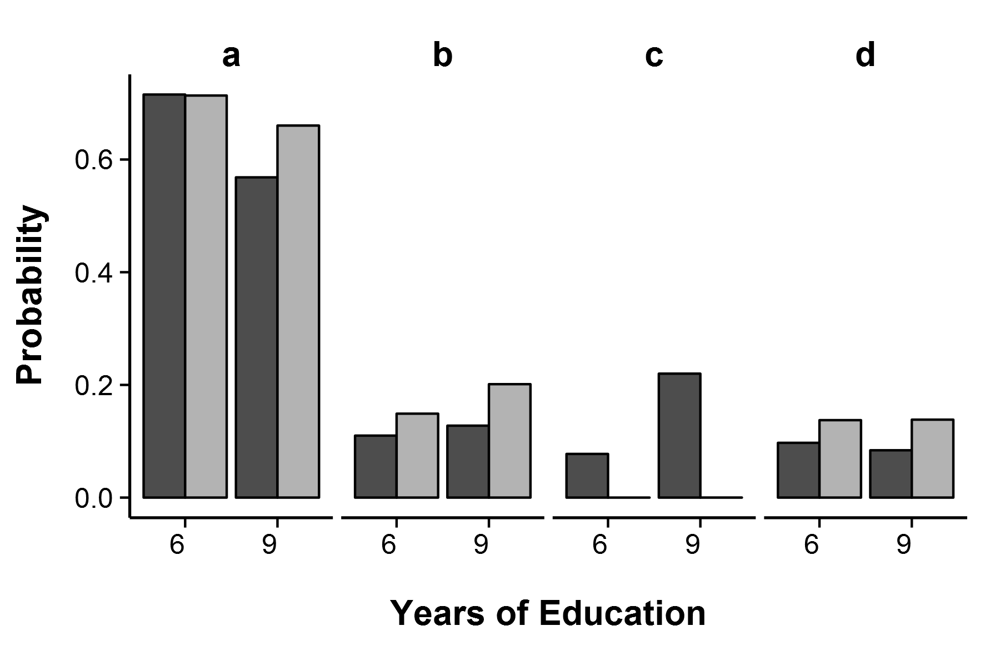 a b c d
Probability
0.6
0.4
0.2
0.0
6 9 6 9 6 9 6 9
Years of Education